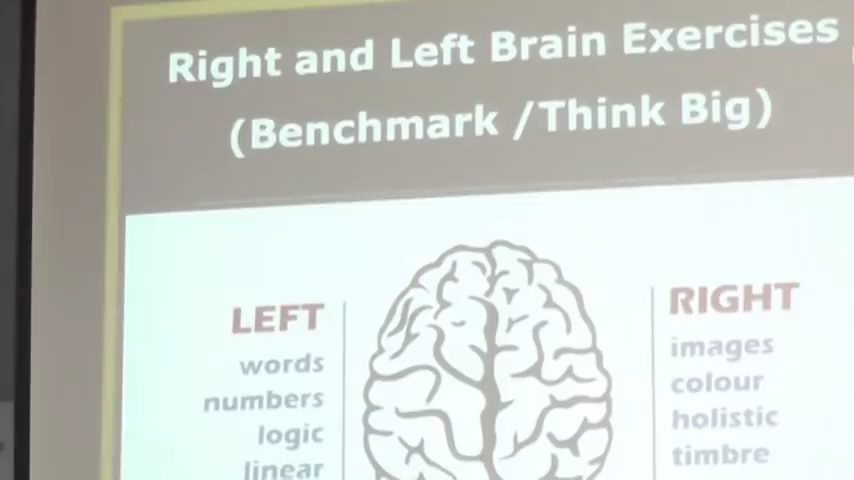 Right and Left Brain Exercises
(Benchmark /Think Big)
LEFT
words
numbers
logic
linear
RIGHT
images
colour
holistic
timbre